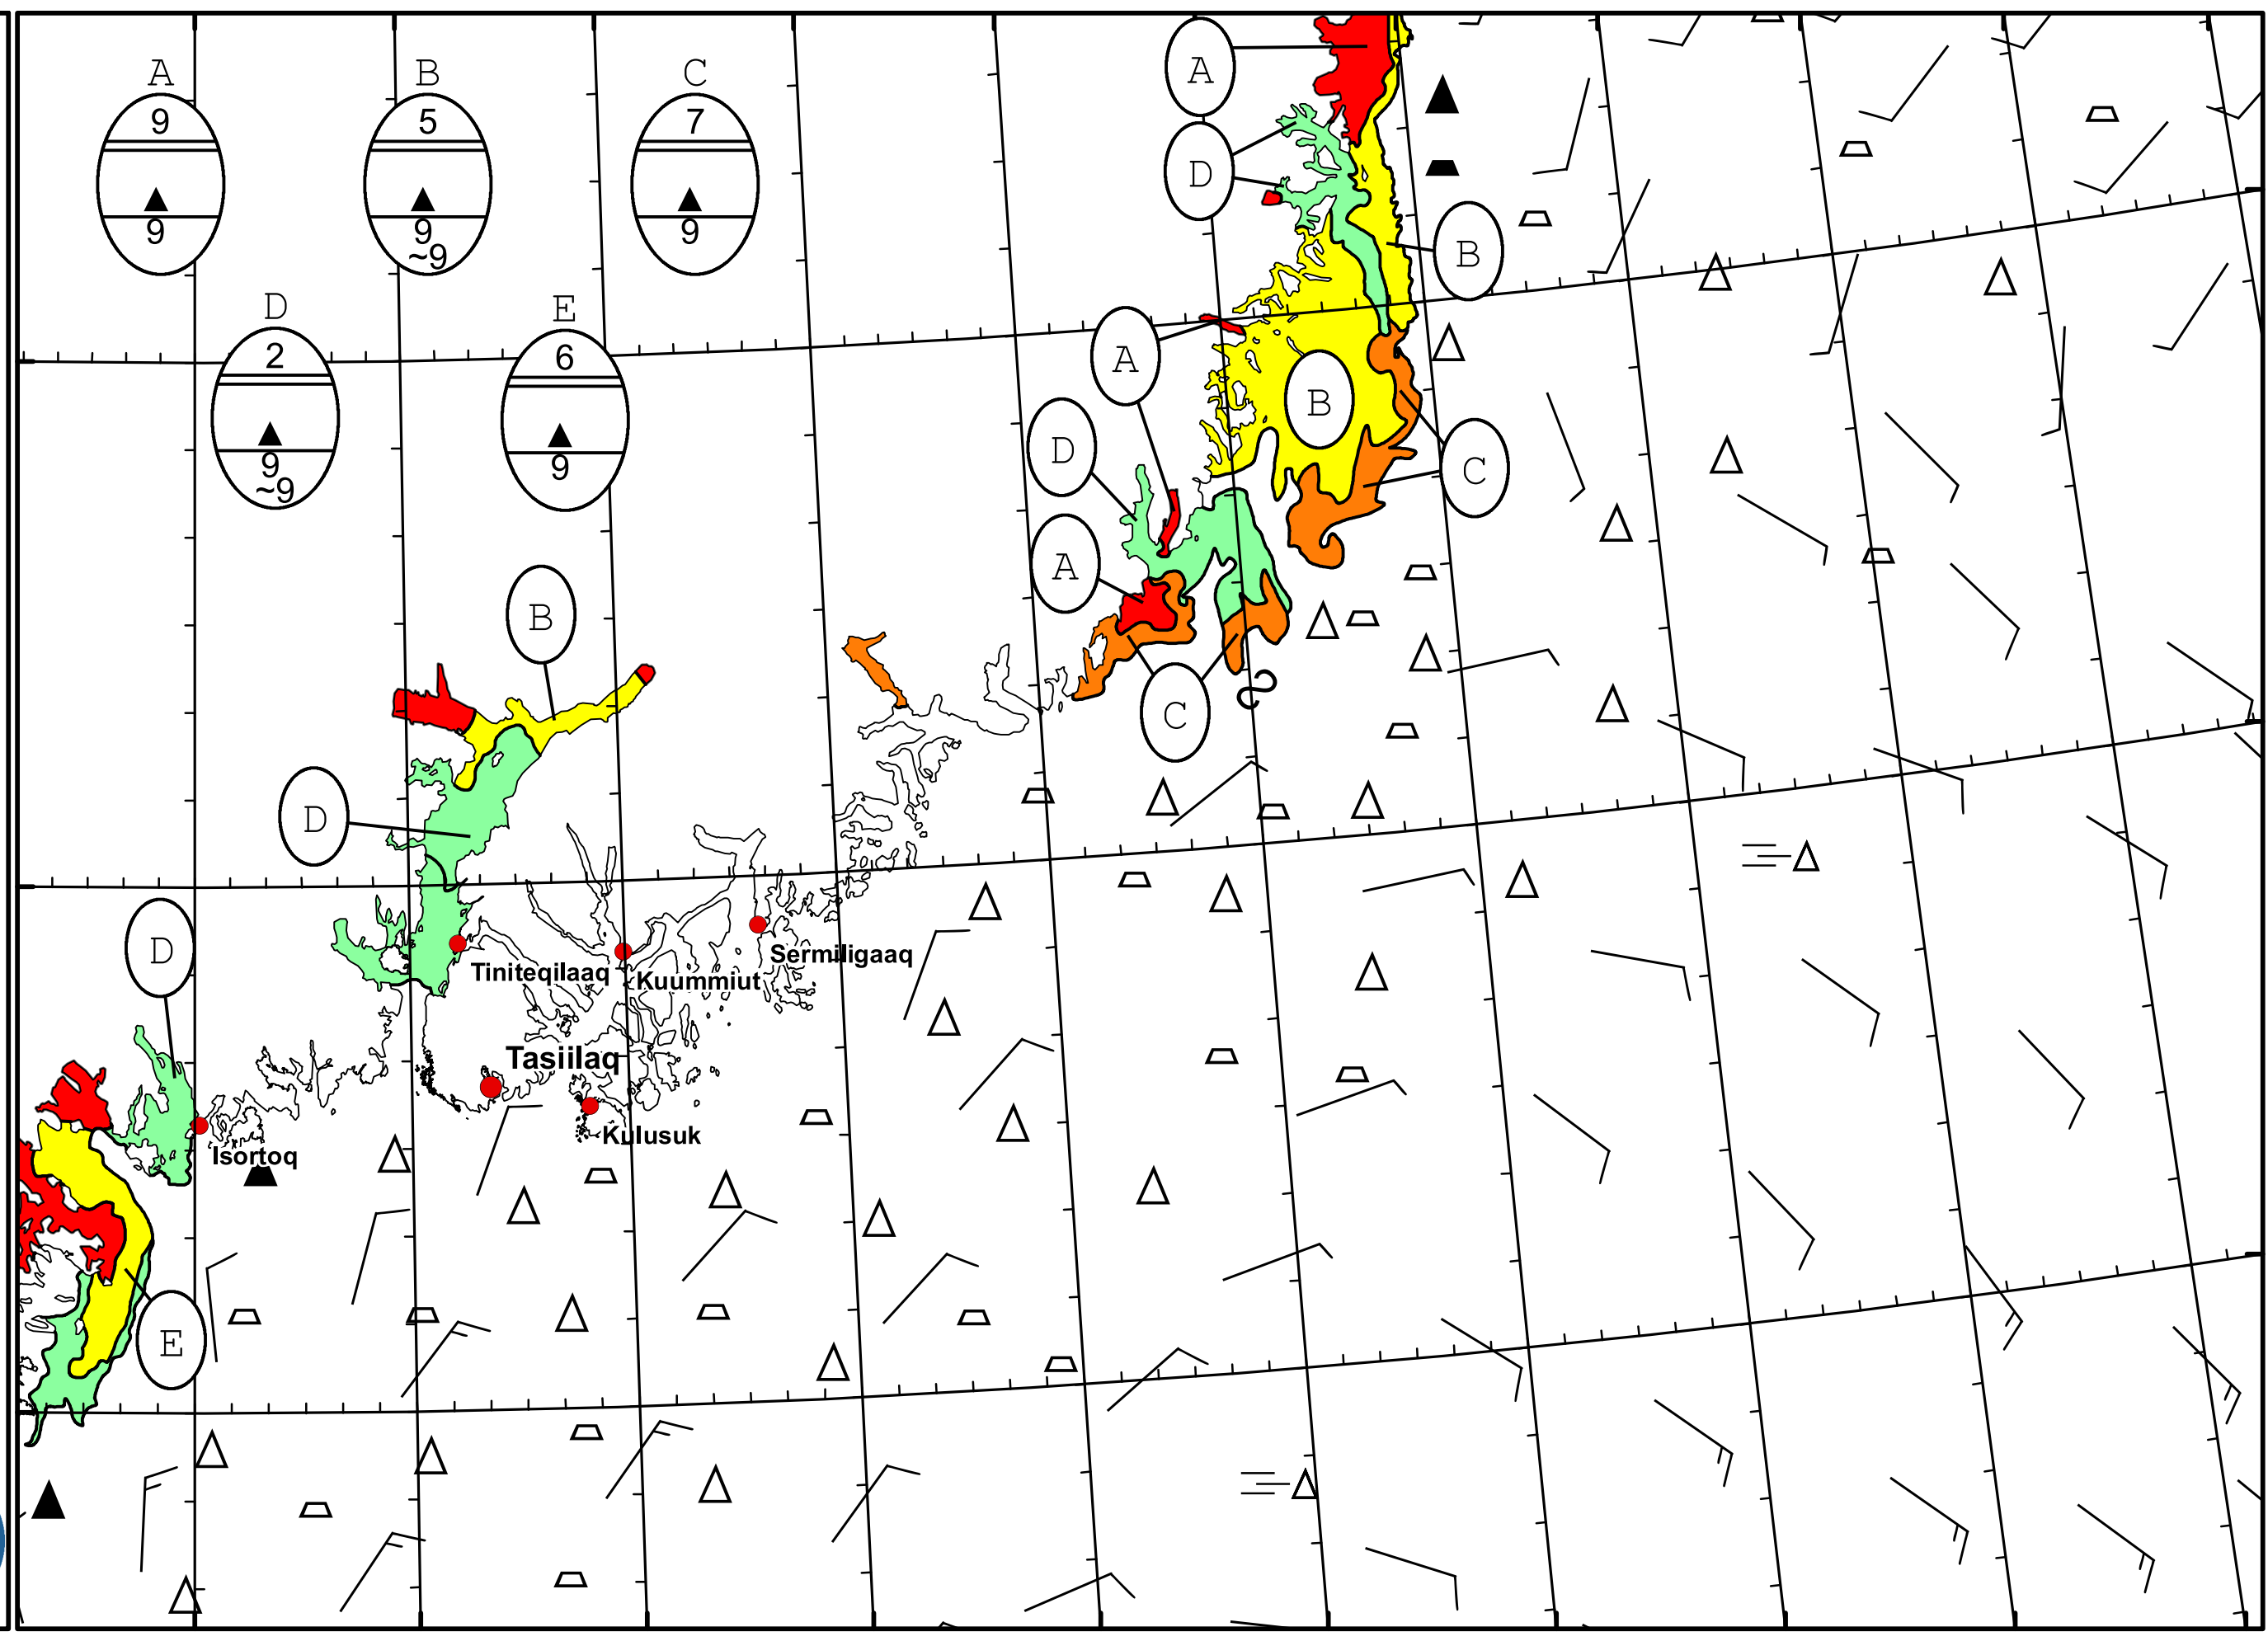 A B C
9 5 7
9 9 9
~9
D E
2 6
9 9
~9
A
D
B
A
B
D
C
A
B
C
D
D
Sermiligaaq
Tiniteqilaaq
Kuummiut
Tasiilaq
Kulusuk
Isortoq
E